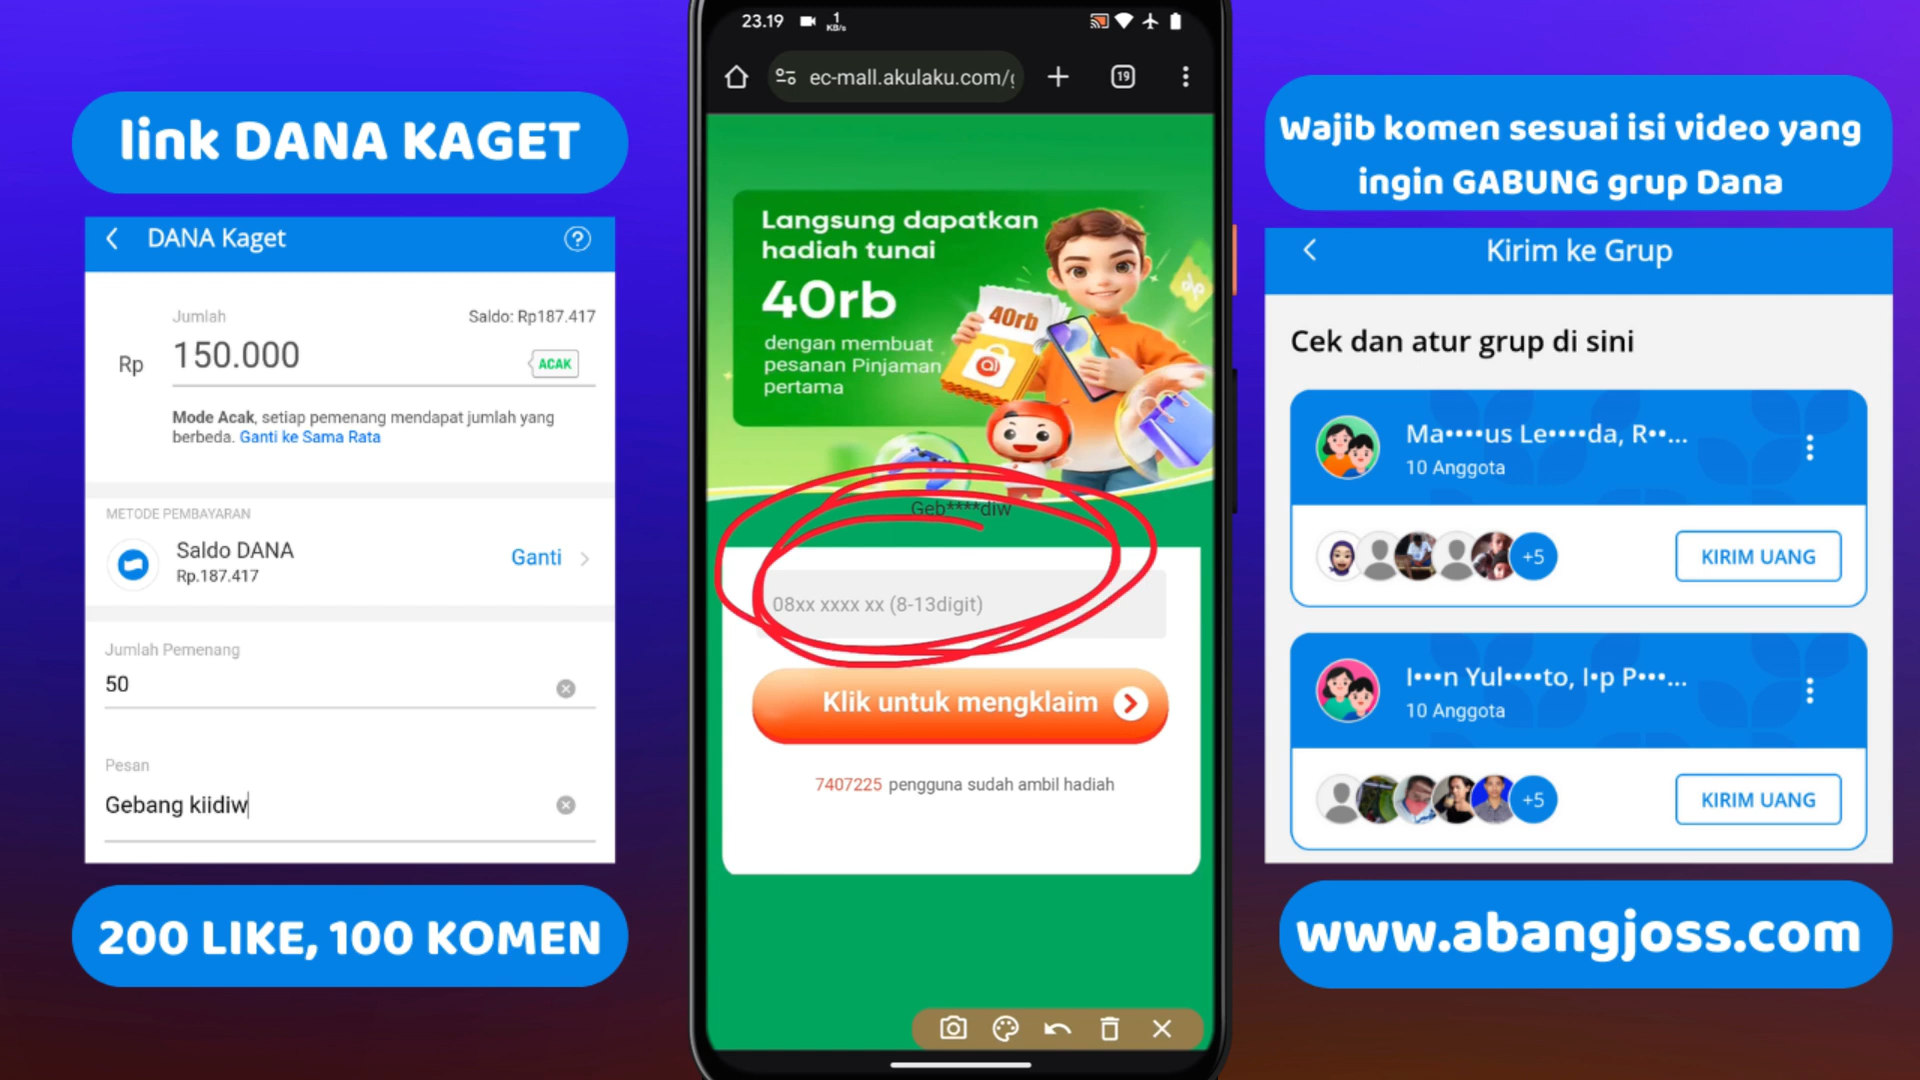 link DANA KAGET
DANA Kaget
Jumlah
Saldo: Rp187.417
Rp
150.000
ACAK
Mode Acak, setiap pemenang mendapat jumlah yang
berbeda. Ganti ke Sama Rata
METODE PEMBAYARAN
Saldo DANA
Rp.187.417
Ganti
Jumlah Pemenang
50
Pesan
Gebang kiidiw
200 LIKE, 100 KOMEN
23.19
1
KB/s
ec-mall.akulaku.com/g
19
Langsung dapatkan
hadiah tunai
40rb
dengan membuat
pesanan Pinjaman
pertama
40rb
Geb****diw
08xx xxxx xx (8-13digit)
Klik untuk mengklaim
7407225 pengguna sudah ambil hadiah
Wajib komen sesuai isi video yang
ingin GABUNG grup Dana
Kirim ke Grup
Cek dan atur grup di sini
Ma••••us Le••••da, R••...
10 Anggota
+5
KIRIM UANG
I•••n Yul••••to, I•p P•••...
10 Anggota
+5
KIRIM UANG
www.abangjoss.com